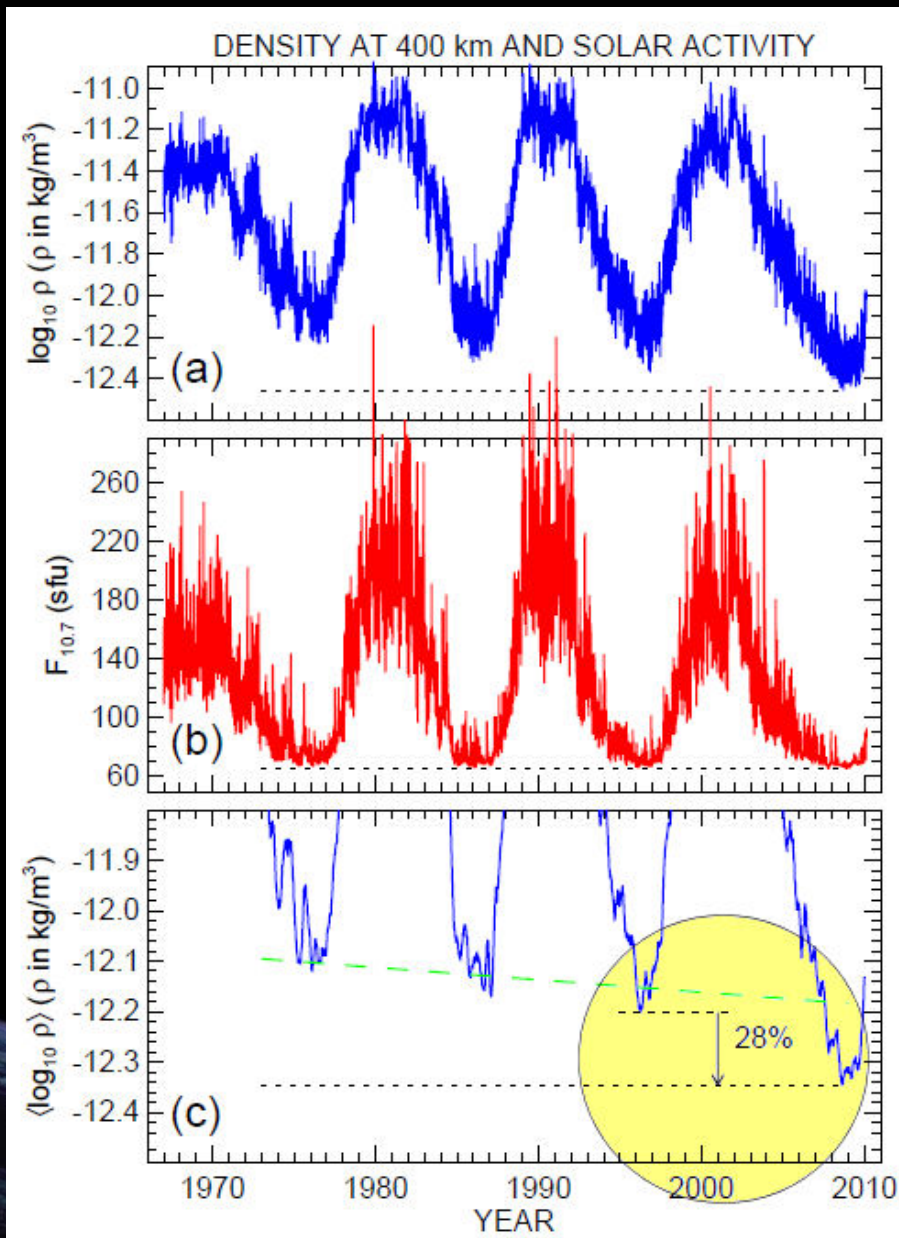 DENSITY AT 400 km AND SOLAR ACTIVITY
log₁₀ ρ (ρ in kg/m³)
-11.0
-11.2
-11.4
-11.6
-11.8
-12.0
-12.2
-12.4
(a)
F₁₀.₇ (sfu)
260
220
180
140
100
60
(b)
⟨log₁₀ ρ⟩ (ρ in kg/m³)
-11.9
-12.0
-12.1
-12.2
-12.3
-12.4
28%
(c)
1970 1980 1990 2000 2010
YEAR